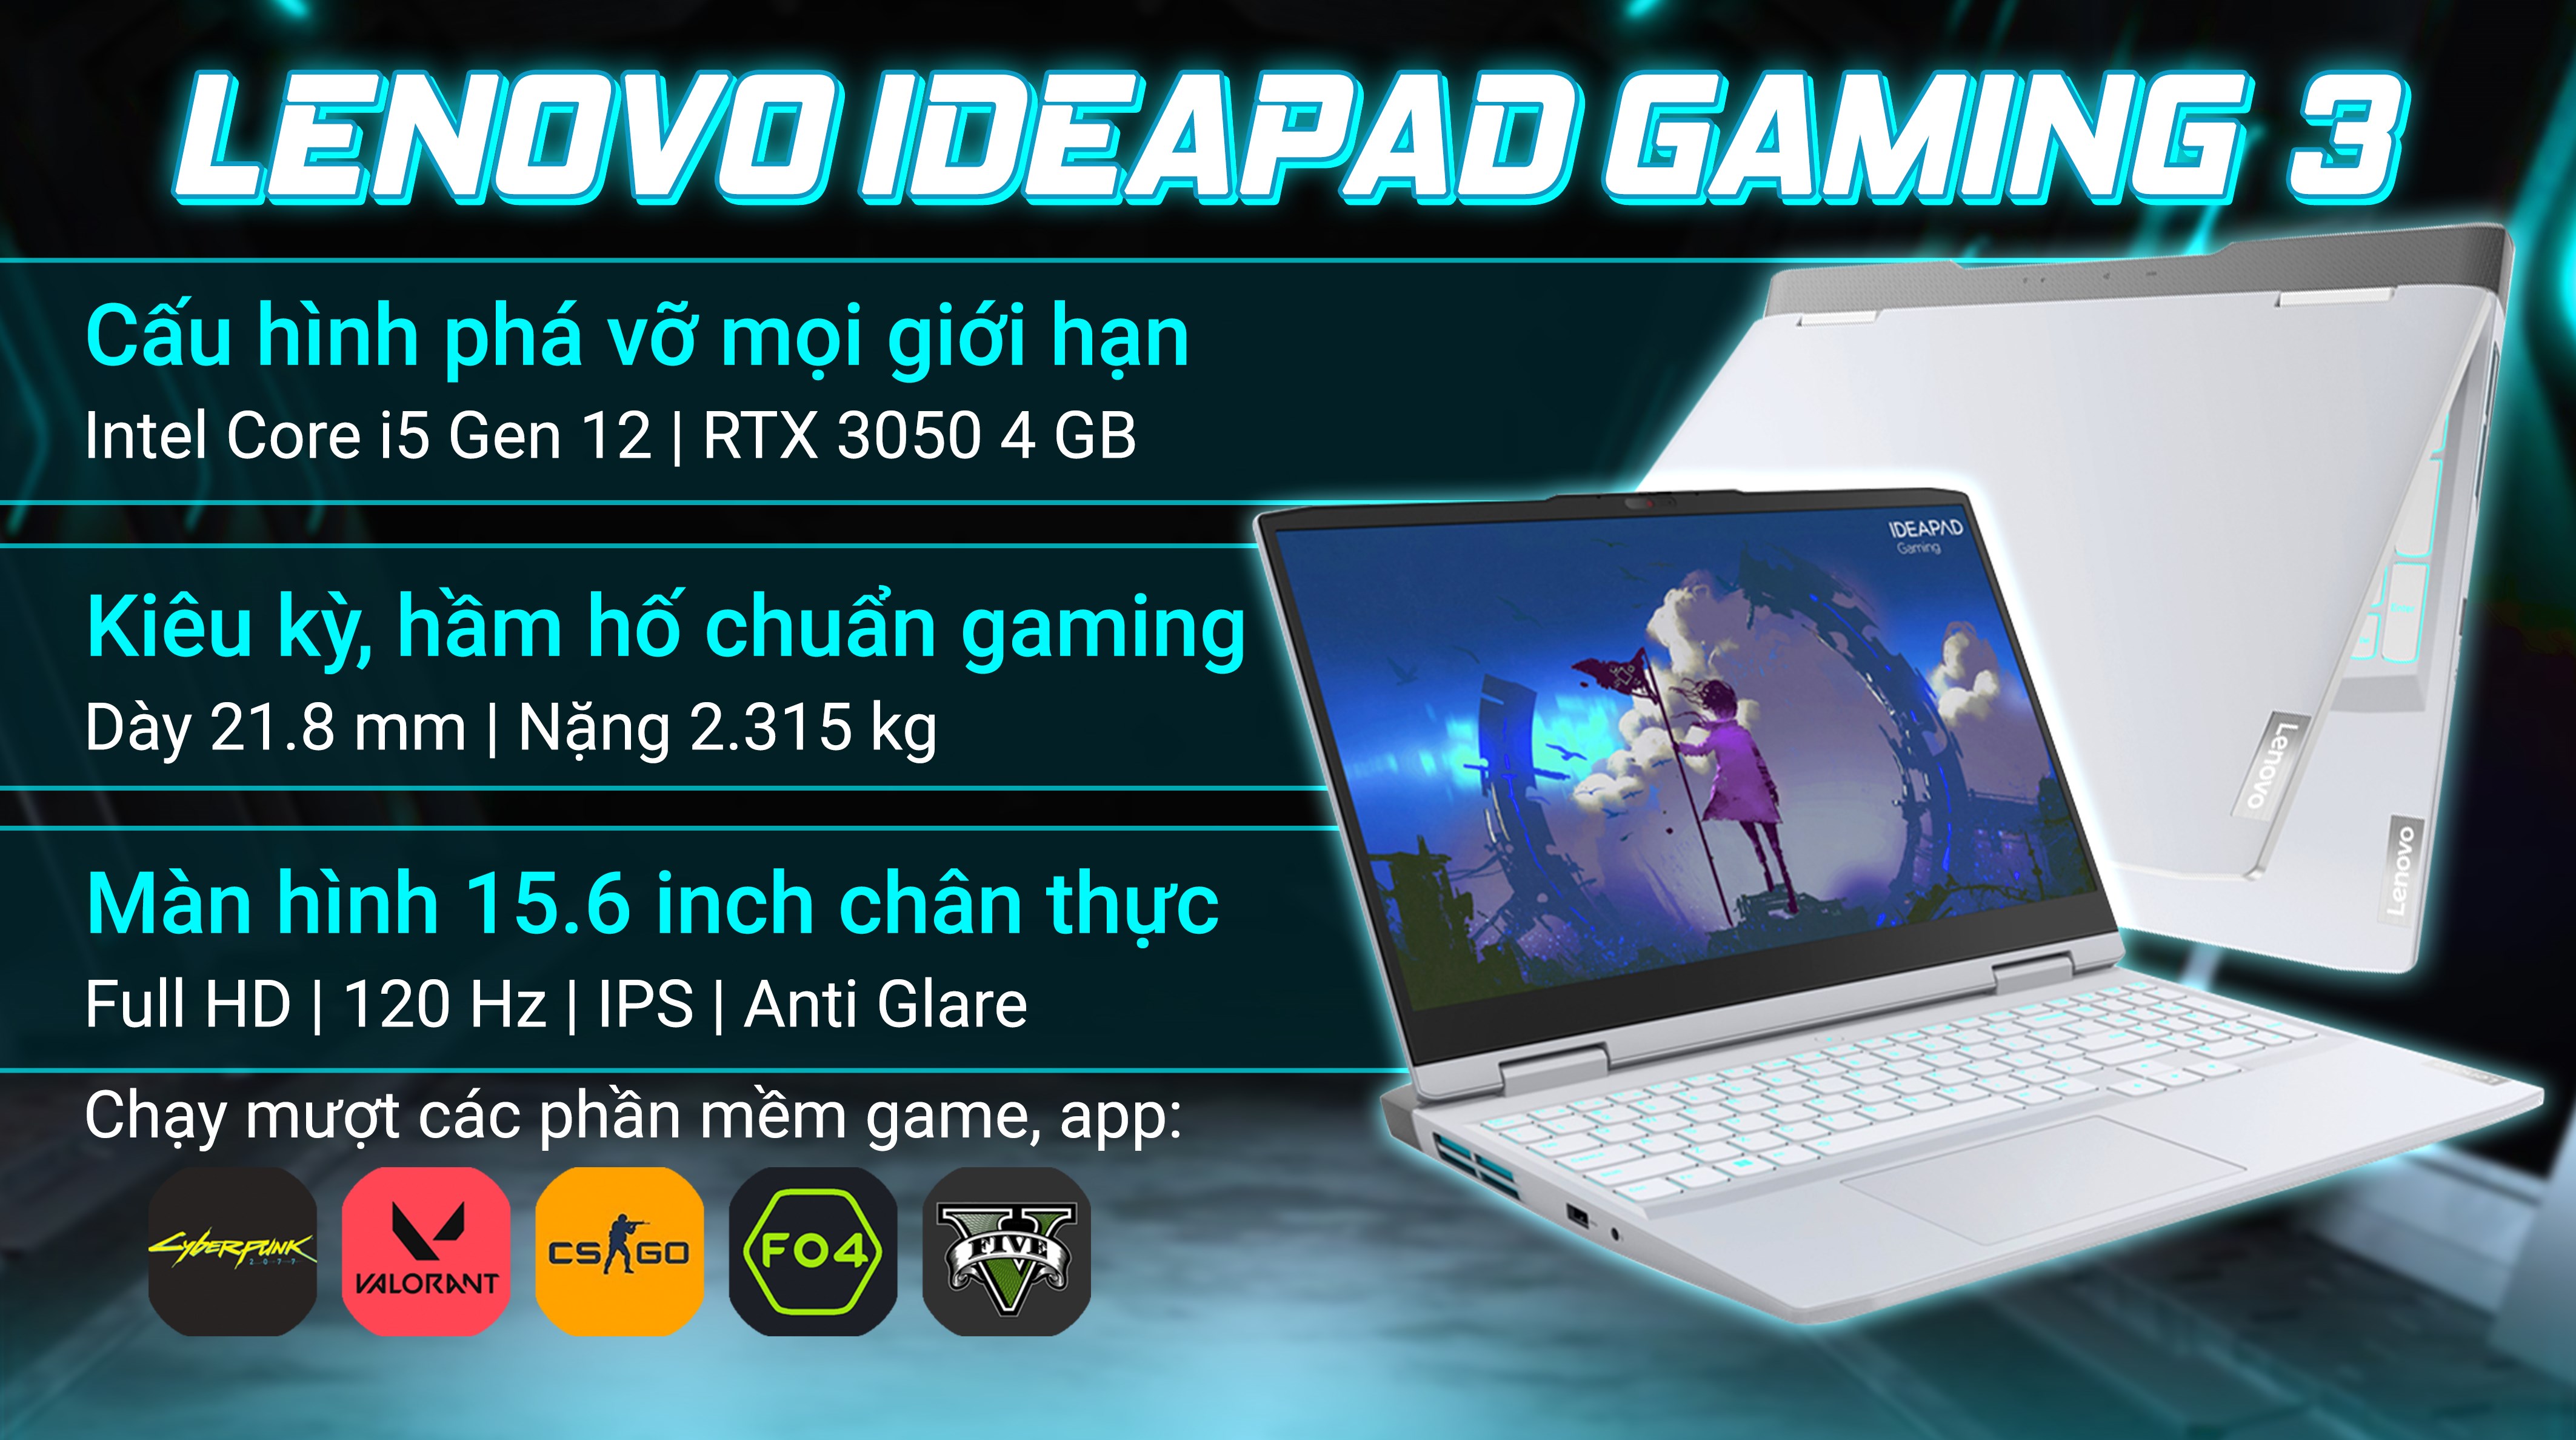 LENOVO IDEAPAD GAMING 3
Cấu hình phá vỡ mọi giới hạn
Intel Core i5 Gen 12 | RTX 3050 4 GB
Kiêu kỳ, hầm hố chuẩn gaming
Dày 21.8 mm | Nặng 2.315 kg
Màn hình 15.6 inch chân thực
Full HD | 120 Hz | IPS | Anti Glare
Chạy mượt các phần mềm game, app:
CYBERPUNK
2077
VALORANT
CS GO
FO4
V
FIVE
IDEAPAD
Gaming
Lenovo
Lenovo